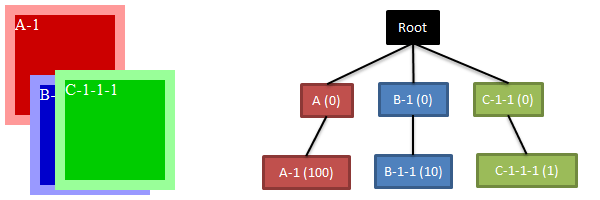 A-1
B-
C-1-1-1
Root
A (0)
B-1 (0)
C-1-1 (0)
A-1 (100)
B-1-1 (10)
C-1-1-1 (1)